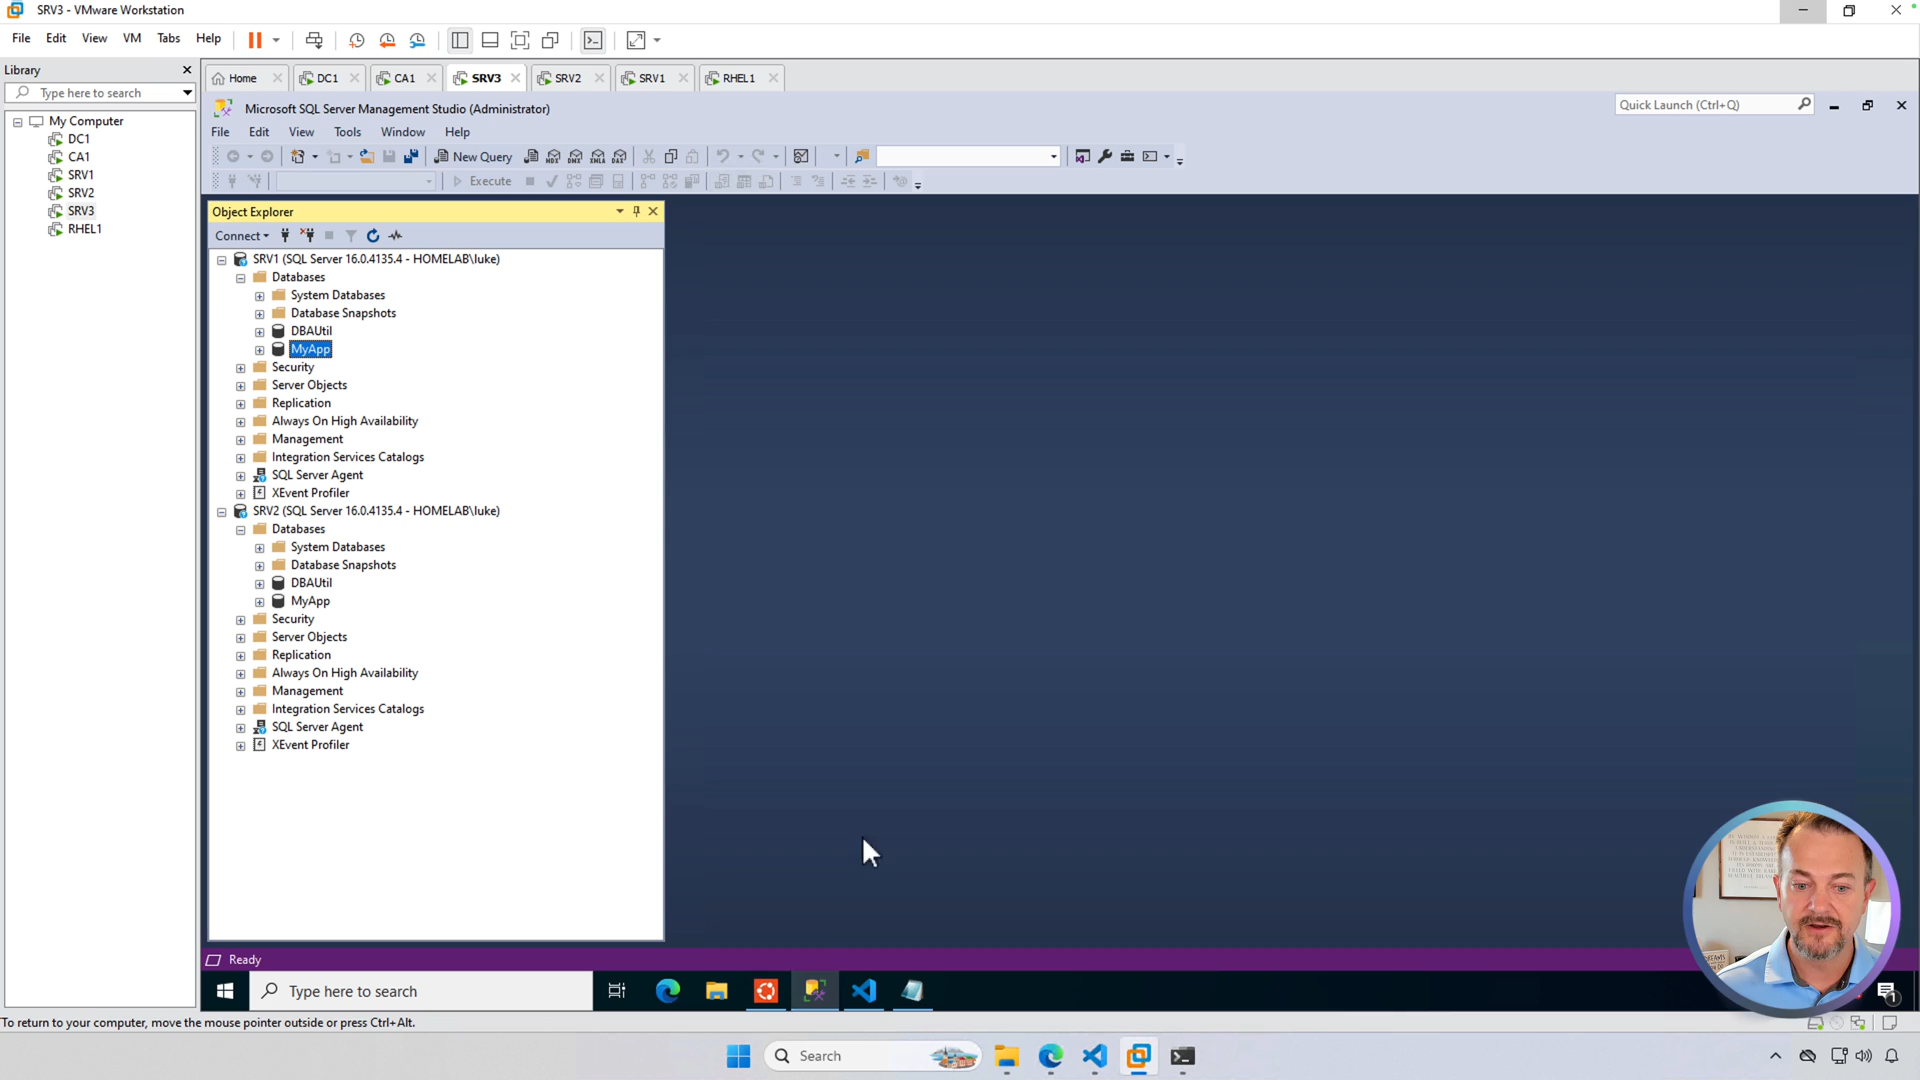 SRV3 - VMware Workstation
File Edit View VM Tabs Help
Library
Type here to search
My Computer
DC1
CA1
SRV1
SRV2
SRV3
RHEL1
Home DC1 CA1 SRV3 SRV2 SRV1 RHEL1
Microsoft SQL Server Management Studio (Administrator)
Quick Launch (Ctrl+Q)
File Edit View Tools Window Help
New Query MDX DMX XMLA DAX
Execute
Object Explorer
Connect
SRV1 (SQL Server 16.0.4135.4 - HOMELAB\luke)
Databases
System Databases
Database Snapshots
DBAUtil
MyApp
Security
Server Objects
Replication
Always On High Availability
Management
Integration Services Catalogs
SQL Server Agent
XEvent Profiler
SRV2 (SQL Server 16.0.4135.4 - HOMELAB\luke)
Databases
System Databases
Database Snapshots
DBAUtil
MyApp
Security
Server Objects
Replication
Always On High Availability
Management
Integration Services Catalogs
SQL Server Agent
XEvent Profiler
Ready
Type here to search
1
To return to your computer, move the mouse pointer outside or press Ctrl+Alt.
Search